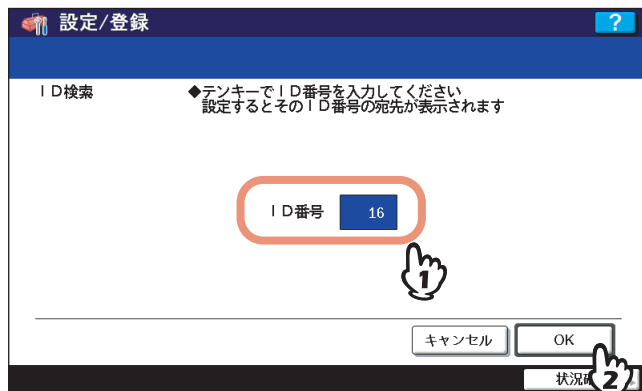 設定/登録
?
ID検索
◆テンキーでID番号を入力してください
設定するとそのID番号の宛先が表示されます
ID番号 16
1
キャンセル OK
状況
2